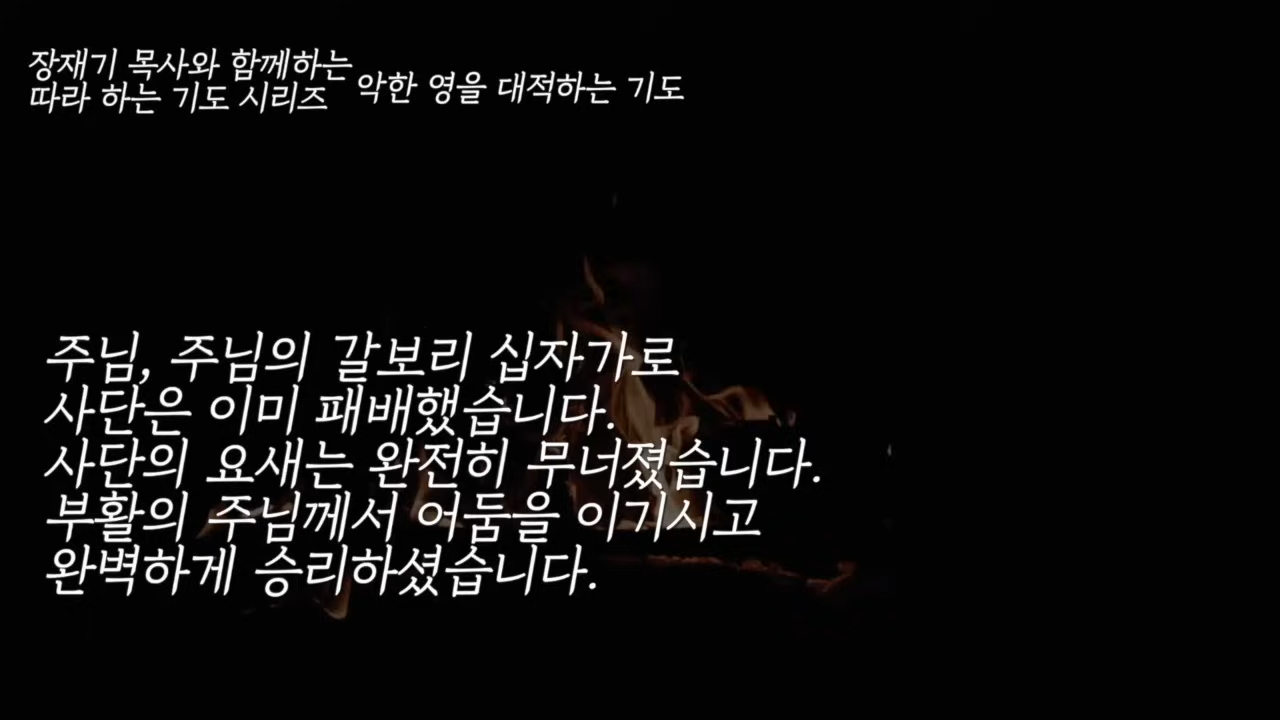 장재기 목사와 함께하는
따라 하는 기도 시리즈
악한 영을 대적하는 기도
주님, 주님의 갈보리 십자가로
사단은 이미 패배했습니다.
사단의 요새는 완전히 무너졌습니다.
부활의 주님께서 어둠을 이기시고
완벽하게 승리하셨습니다.